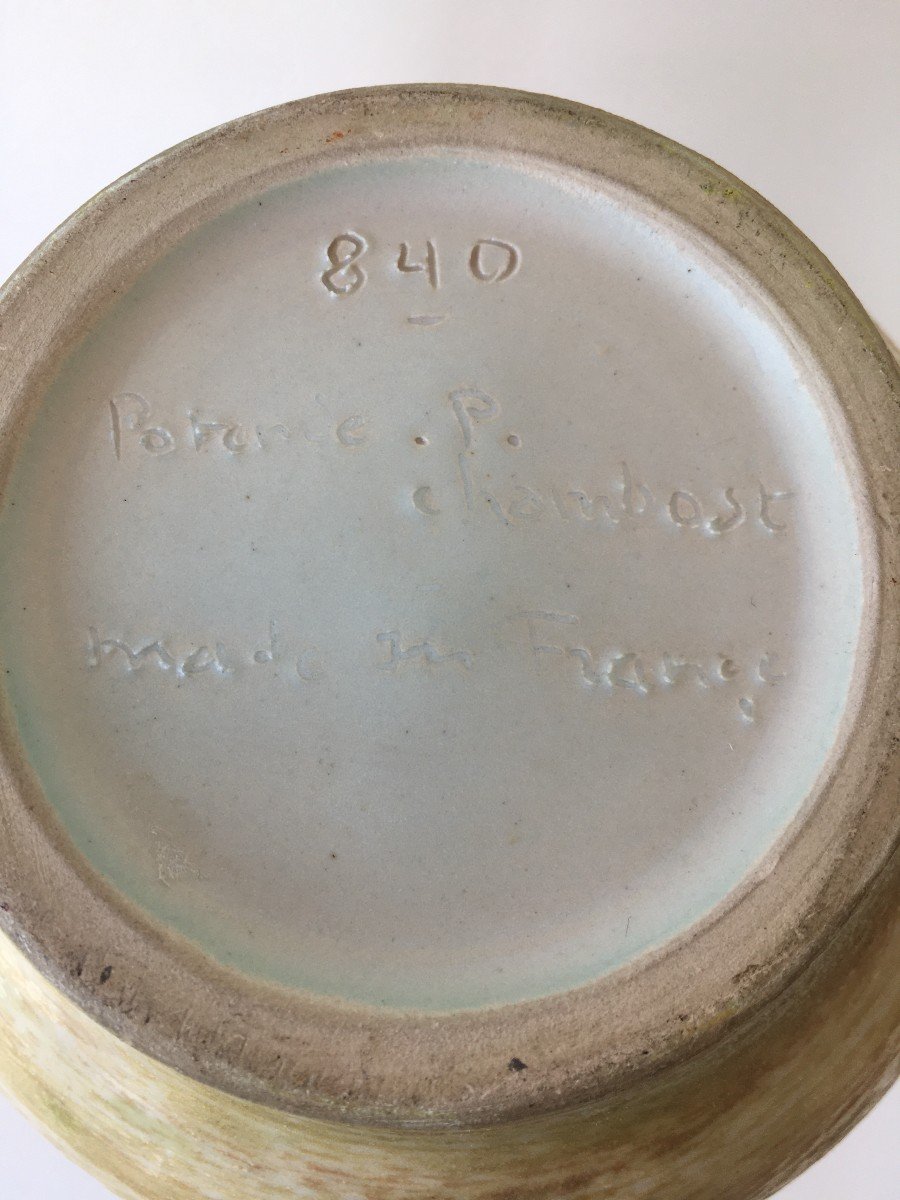 840
Poterie . P.
chambost
made in France